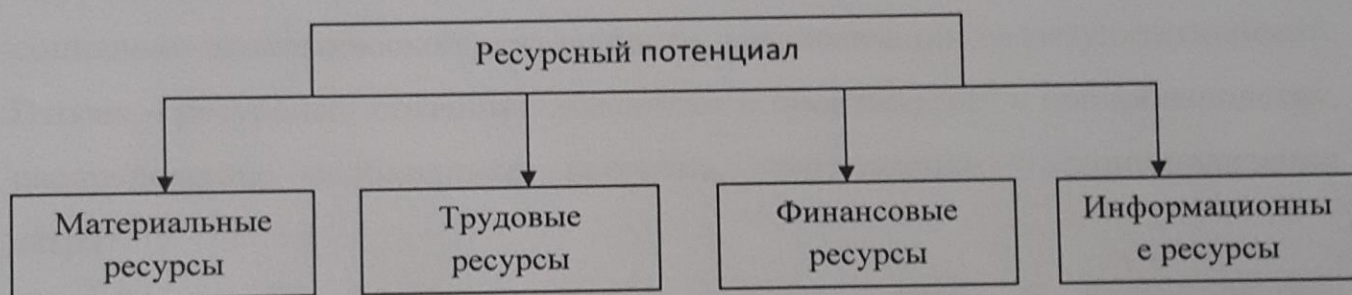 Ресурсный потенциал
Материальные
ресурсы
Трудовые
ресурсы
Финансовые
ресурсы
Информационны
е ресурсы